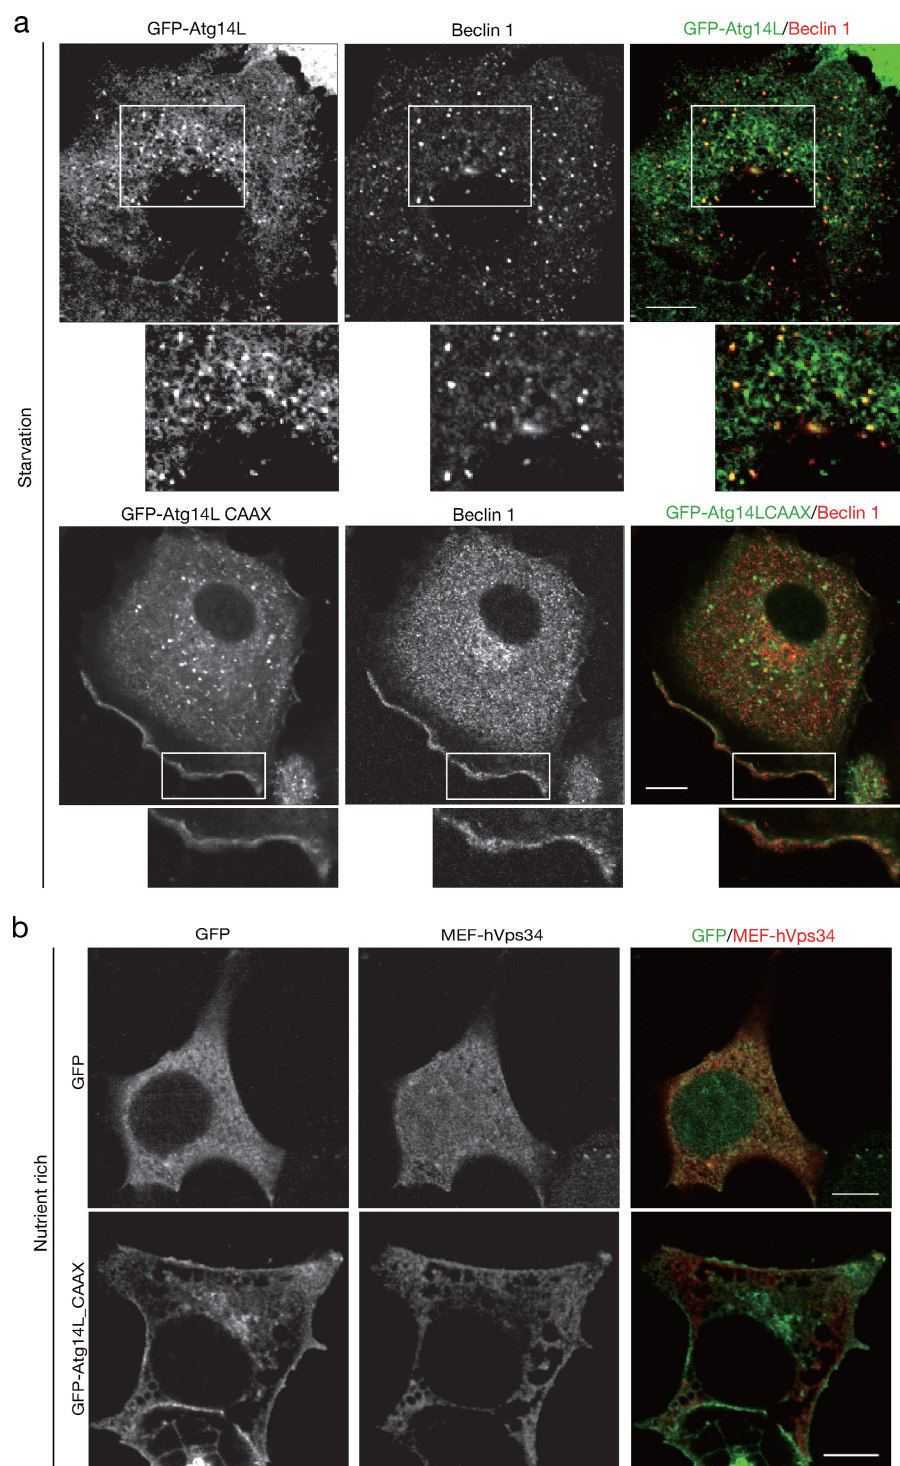 a
GFP-Atg14L
Beclin 1
GFP-Atg14L/Beclin 1
Starvation
GFP-Atg14L CAAX
Beclin 1
GFP-Atg14LCAAX/Beclin 1
b
GFP
MEF-hVps34
GFP/MEF-hVps34
Nutrient rich
GFP
GFP-Atg14L_CAAX